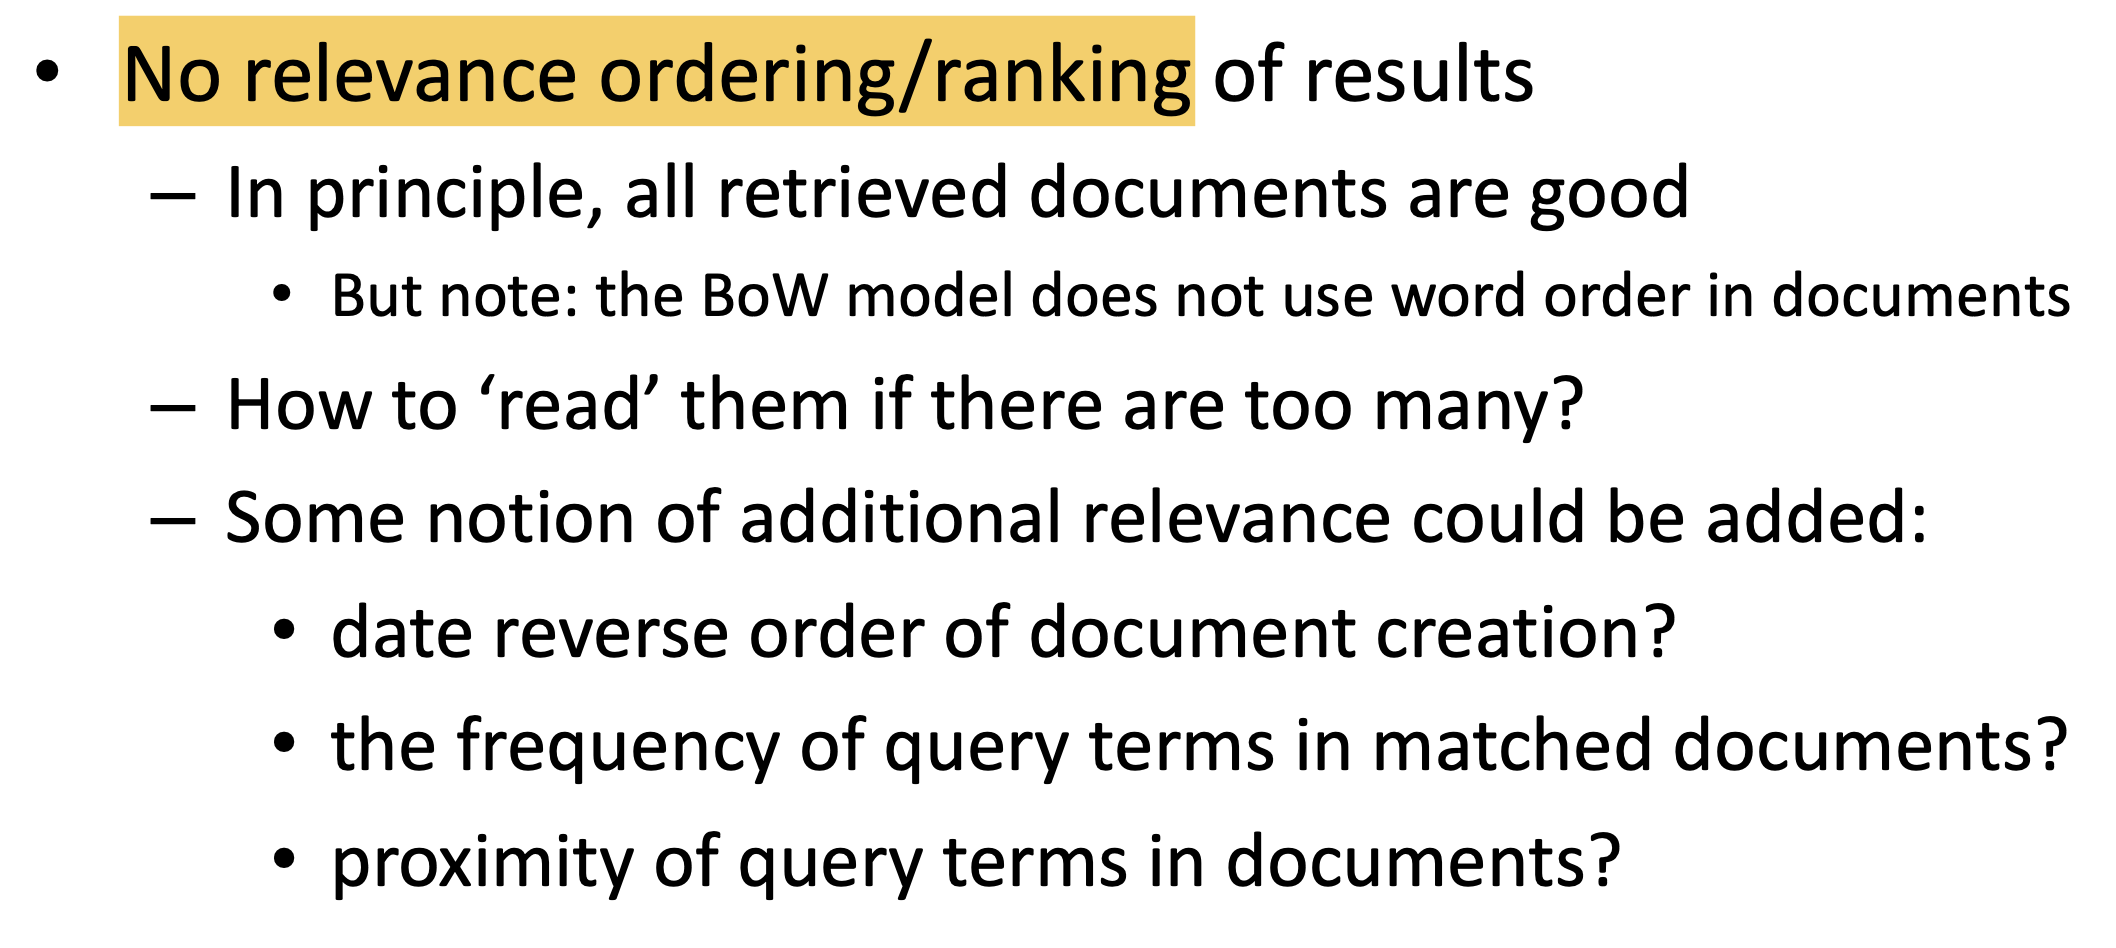 • No relevance ordering/ranking of results
– In principle, all retrieved documents are good
• But note: the BoW model does not use word order in documents
– How to ‘read’ them if there are too many?
– Some notion of additional relevance could be added:
• date reverse order of document creation?
• the frequency of query terms in matched documents?
• proximity of query terms in documents?